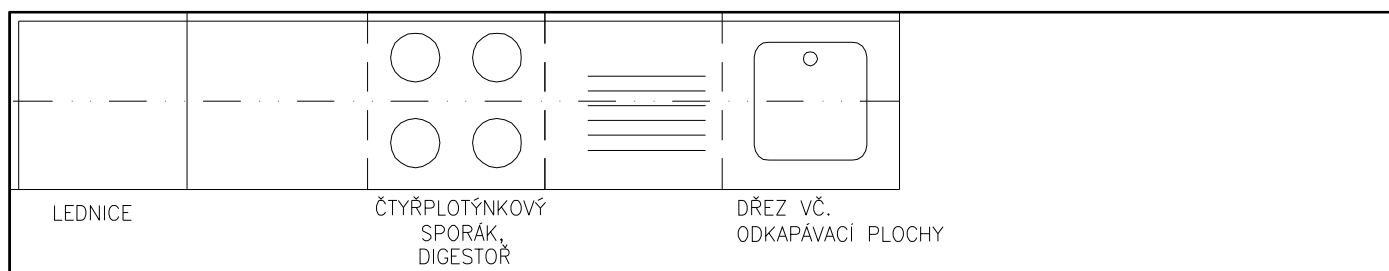 LEDNICE
ČTYŘPLOTÝNKOVÝ
SPORÁK,
DIGESTOŘ
DŘEZ VČ.
ODKAPÁVACÍ PLOCHY